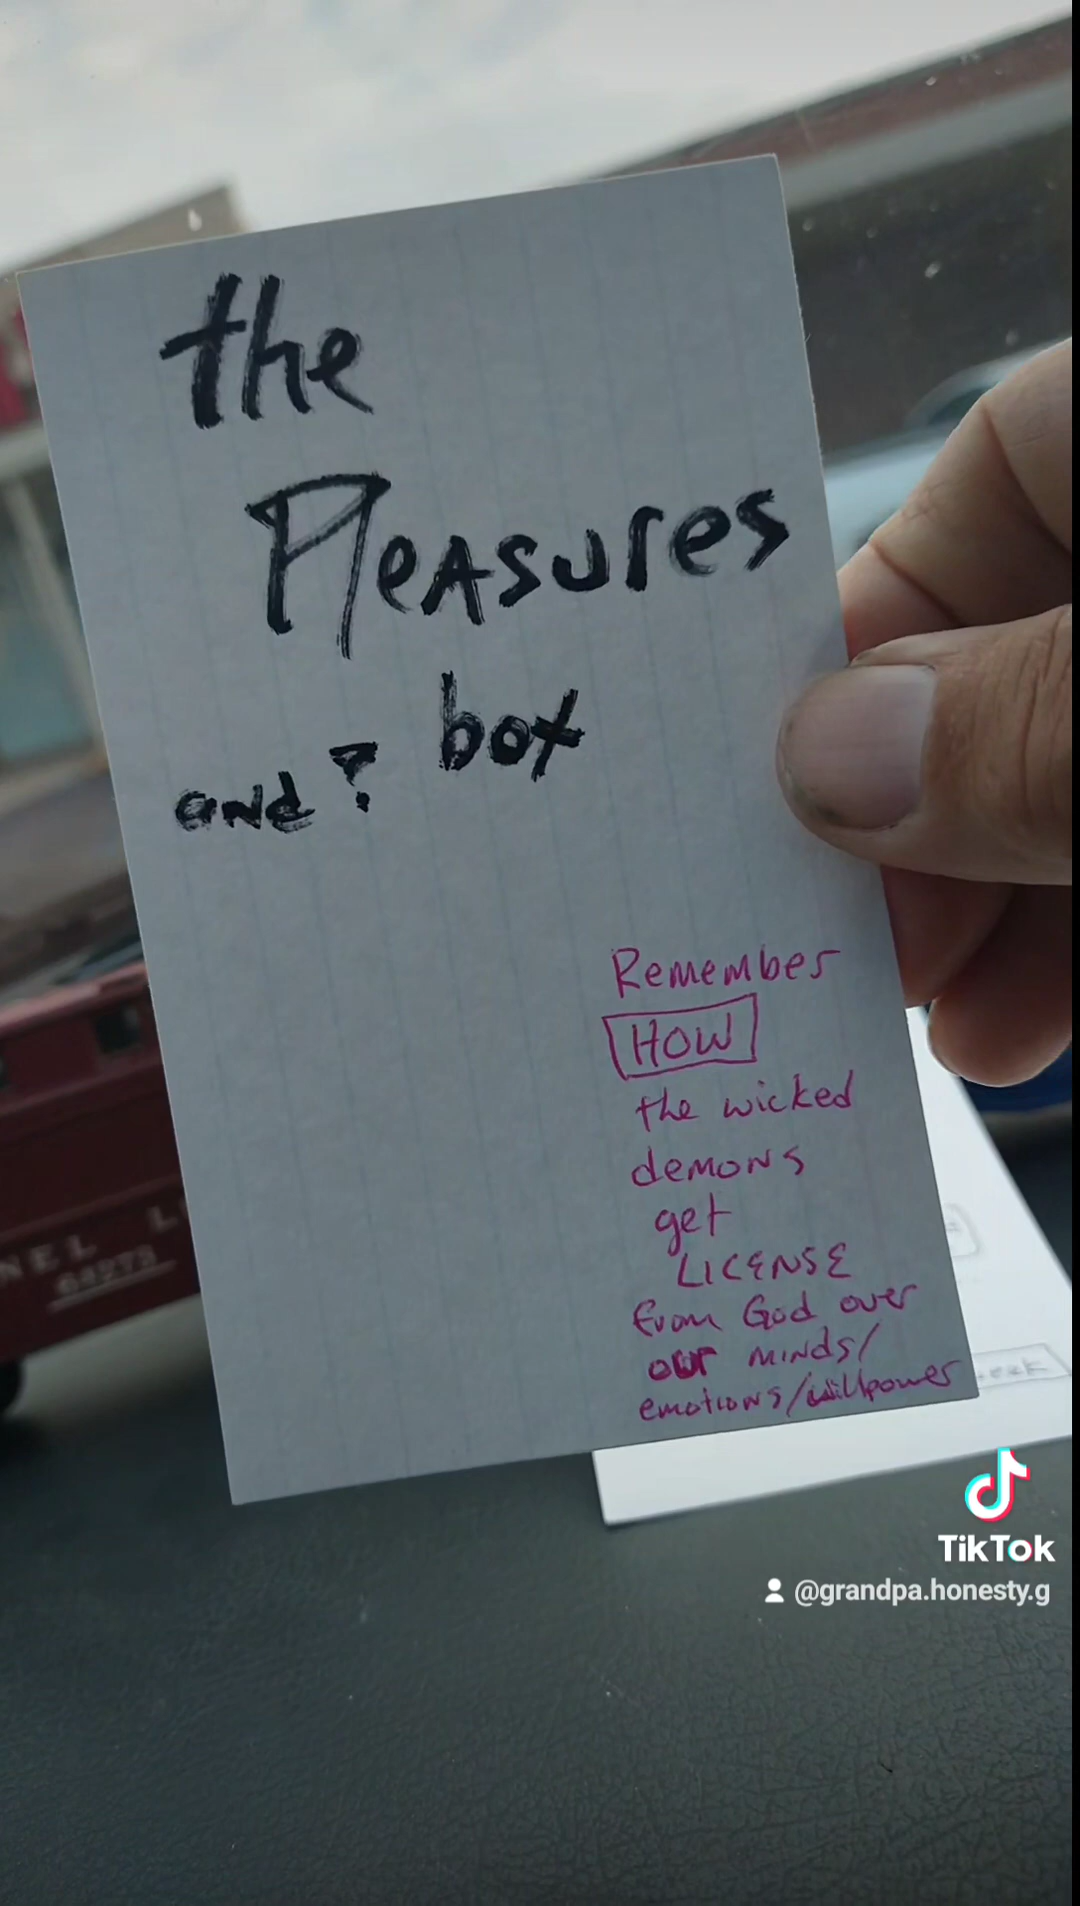 the
Pleasures
box
and?
Remember
HOW
the wicked
demons
get
LICENSE
from God over
our minds/
emotions/willpower
NEL L
TikTok
@grandpa.honesty.g